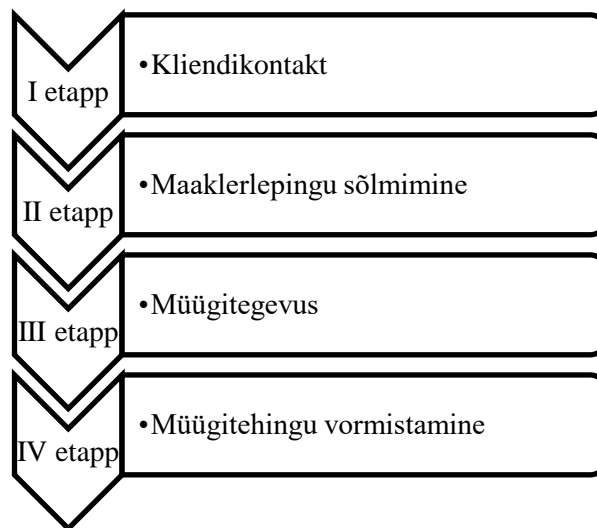 I etapp
•Kliendikontakt
II etapp
•Maaklerlepingu sõlmimine
III etapp
•Müügitegevus
IV etapp
•Müügitehingu vormistamine